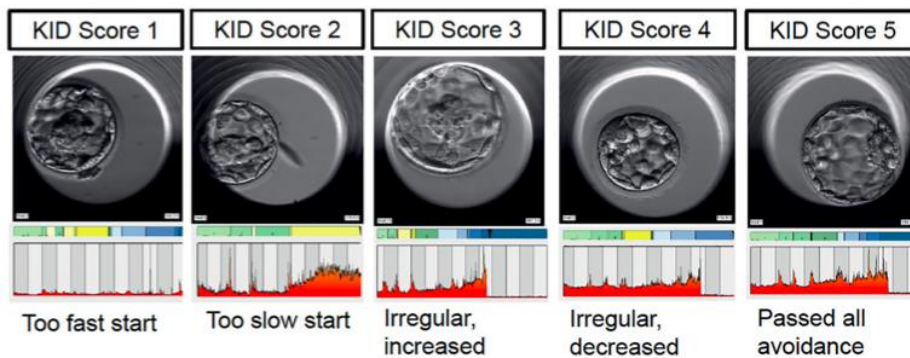 KID Score 1
KID Score 2
KID Score 3
KID Score 4
KID Score 5
Too fast start
Too slow start
Irregular,
increased
Irregular,
decreased
Passed all
avoidance